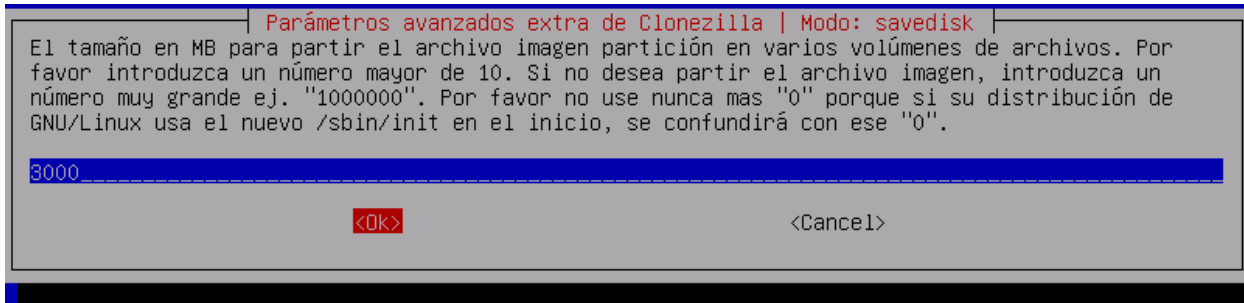 Parámetros avanzados extra de Clonezilla | Modo: savedisk
El tamaño en MB para partir el archivo imagen partición en varios volúmenes de archivos. Por
favor introduzca un número mayor de 10. Si no desea partir el archivo imagen, introduzca un
número muy grande ej. "1000000". Por favor no use nunca mas "0" porque si su distribución de
GNU/Linux usa el nuevo /sbin/init en el inicio, se confundirá con ese "0".
3000
<Ok> <Cancel>